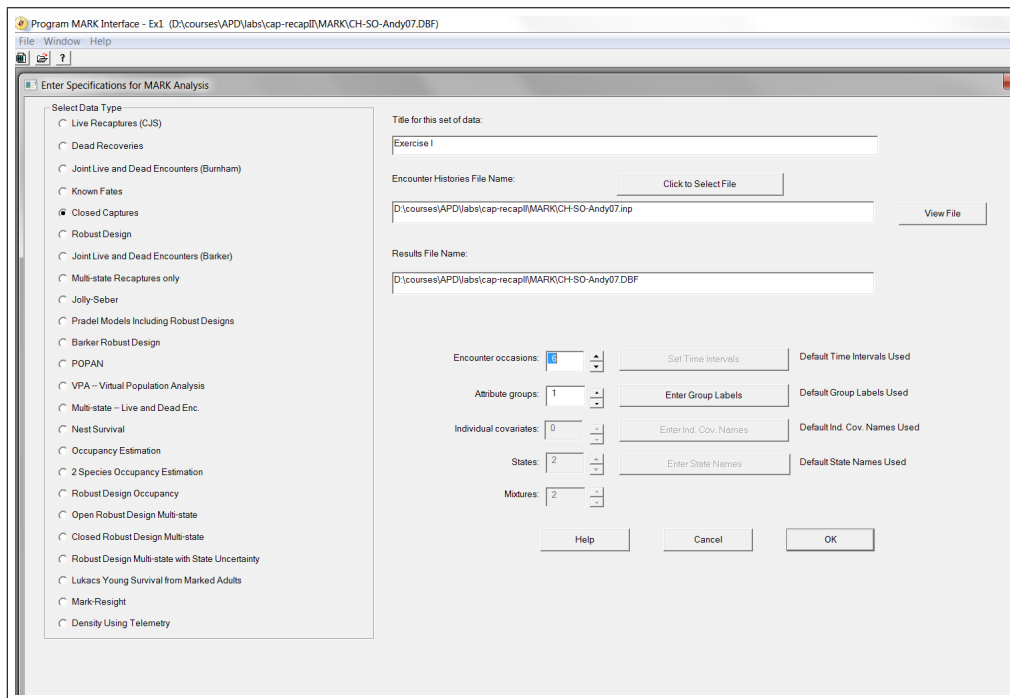 Program MARK Interface - Ex1 (D:\courses\APD\labs\cap-recapII\MARK\CH-SO-Andy07.DBF)
File Window Help
?
Enter Specifications for MARK Analysis
Select Data Type
Live Recaptures (CJS)
Dead Recoveries
Joint Live and Dead Encounters (Burnham)
Known Fates
Closed Captures
Robust Design
Joint Live and Dead Encounters (Barker)
Multi-state Recaptures only
Jolly-Seber
Pradel Models Including Robust Designs
Barker Robust Design
POPAN
VPA -- Virtual Population Analysis
Multi-state -- Live and Dead Enc.
Nest Survival
Occupancy Estimation
2 Species Occupancy Estimation
Robust Design Occupancy
Open Robust Design Multi-state
Closed Robust Design Multi-state
Robust Design Multi-state with State Uncertainty
Lukacs Young Survival from Marked Adults
Mark-Resight
Density Using Telemetry
Title for this set of data:
Exercise I
Encounter Histories File Name: Click to Select File
D:\courses\APD\labs\cap-recapII\MARK\CH-SO-Andy07.inp View File
Results File Name:
D:\courses\APD\labs\cap-recapII\MARK\CH-SO-Andy07.DBF
Encounter occasions: 6 Set Time Intervals Default Time Intervals Used
Attribute groups: 1 Enter Group Labels Default Group Labels Used
Individual covariates: 0 Enter Ind. Cov. Names Default Ind. Cov. Names Used
States: 2 Enter State Names Default State Names Used
Mixtures: 2
Help Cancel OK